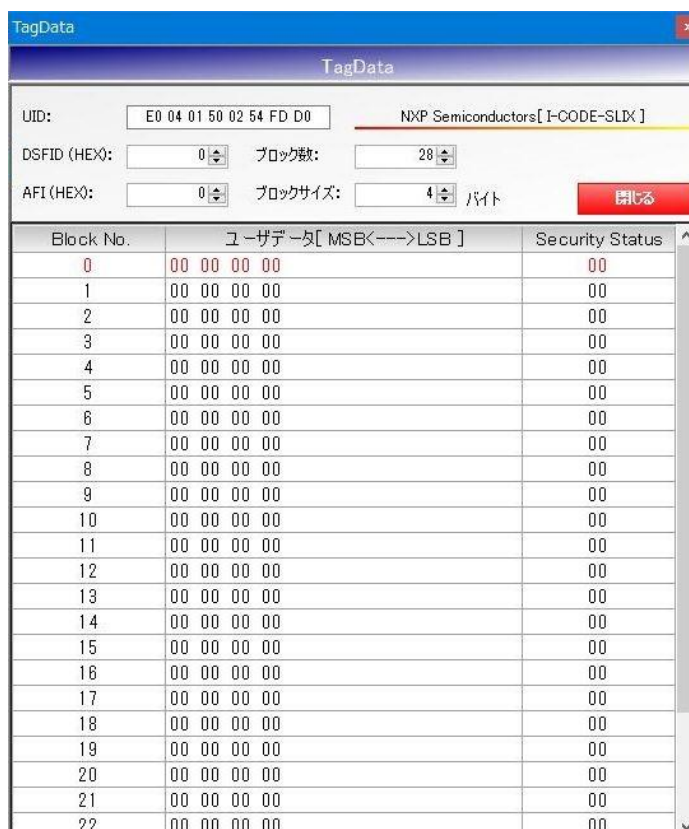 TagData
TagData
UID: E0 04 01 50 02 54 FD D0 NXP Semiconductors[ I-CODE-SLIX ]
DSFID (HEX): 0 ブロック数: 28
AFI (HEX): 0 ブロックサイズ: 4 バイト 閉じる
Block No. ユーザデータ[ MSB<--->LSB ] Security Status
0 00 00 00 00 00
1 00 00 00 00 00
2 00 00 00 00 00
3 00 00 00 00 00
4 00 00 00 00 00
5 00 00 00 00 00
6 00 00 00 00 00
7 00 00 00 00 00
8 00 00 00 00 00
9 00 00 00 00 00
10 00 00 00 00 00
11 00 00 00 00 00
12 00 00 00 00 00
13 00 00 00 00 00
14 00 00 00 00 00
15 00 00 00 00 00
16 00 00 00 00 00
17 00 00 00 00 00
18 00 00 00 00 00
19 00 00 00 00 00
20 00 00 00 00 00
21 00 00 00 00 00
22 00 00 00 00 00